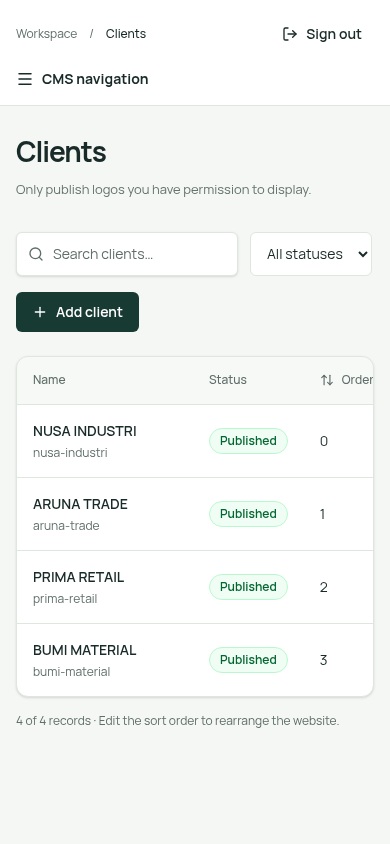 Workspace / Clients
Sign out
CMS navigation
Clients
Only publish logos you have permission to display.
Search clients...
All statuses
Add client
Name Status Order
NUSA INDUSTRI
nusa-industri
Published 0
ARUNA TRADE
aruna-trade
Published 1
PRIMA RETAIL
prima-retail
Published 2
BUMI MATERIAL
bumi-material
Published 3
4 of 4 records · Edit the sort order to rearrange the website.